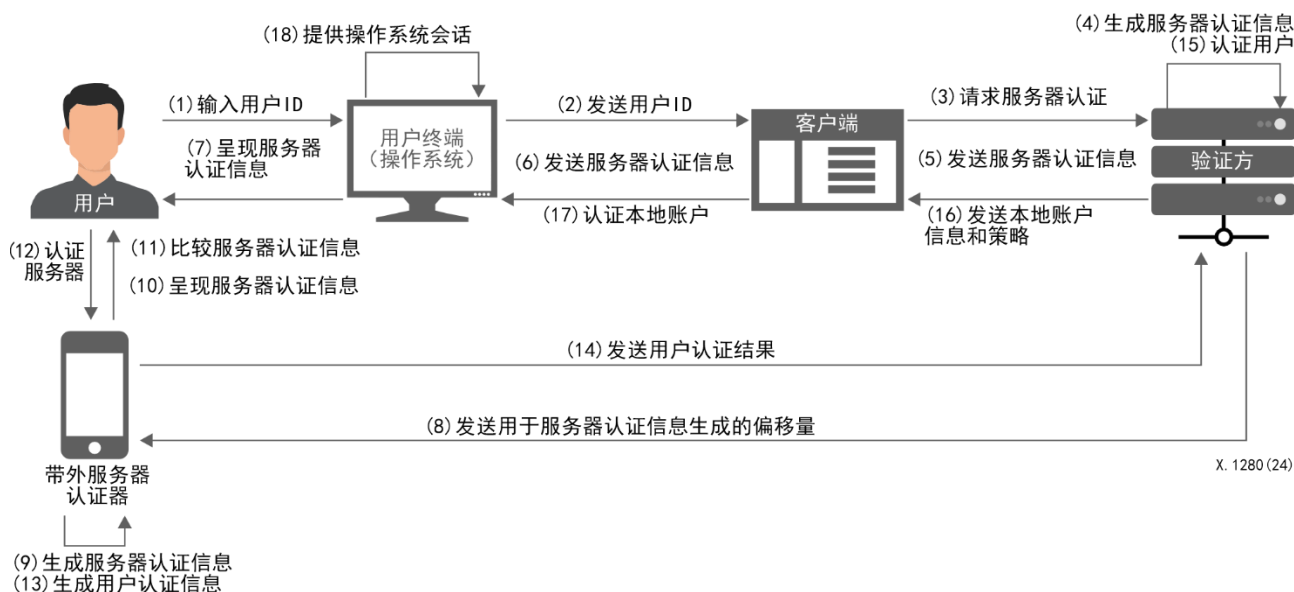 (18)提供操作系统会话
(4)生成服务器认证信息
(15)认证用户
(1)输入用户ID
(2)发送用户ID
(3)请求服务器认证
客户端
用户终端
(操作系统)
(7)呈现服务器
认证信息
(6)发送服务器认证信息
(5)发送服务器认证信息
验证方
用户
(17)认证本地账户
(16)发送本地账户
信息和策略
(12)认证
服务器
(11)比较服务器认证信息
(10)呈现服务器认证信息
(14)发送用户认证结果
(8)发送用于服务器认证信息生成的偏移量
X.1280(24)
带外服务器
认证器
(9)生成服务器认证信息
(13)生成用户认证信息